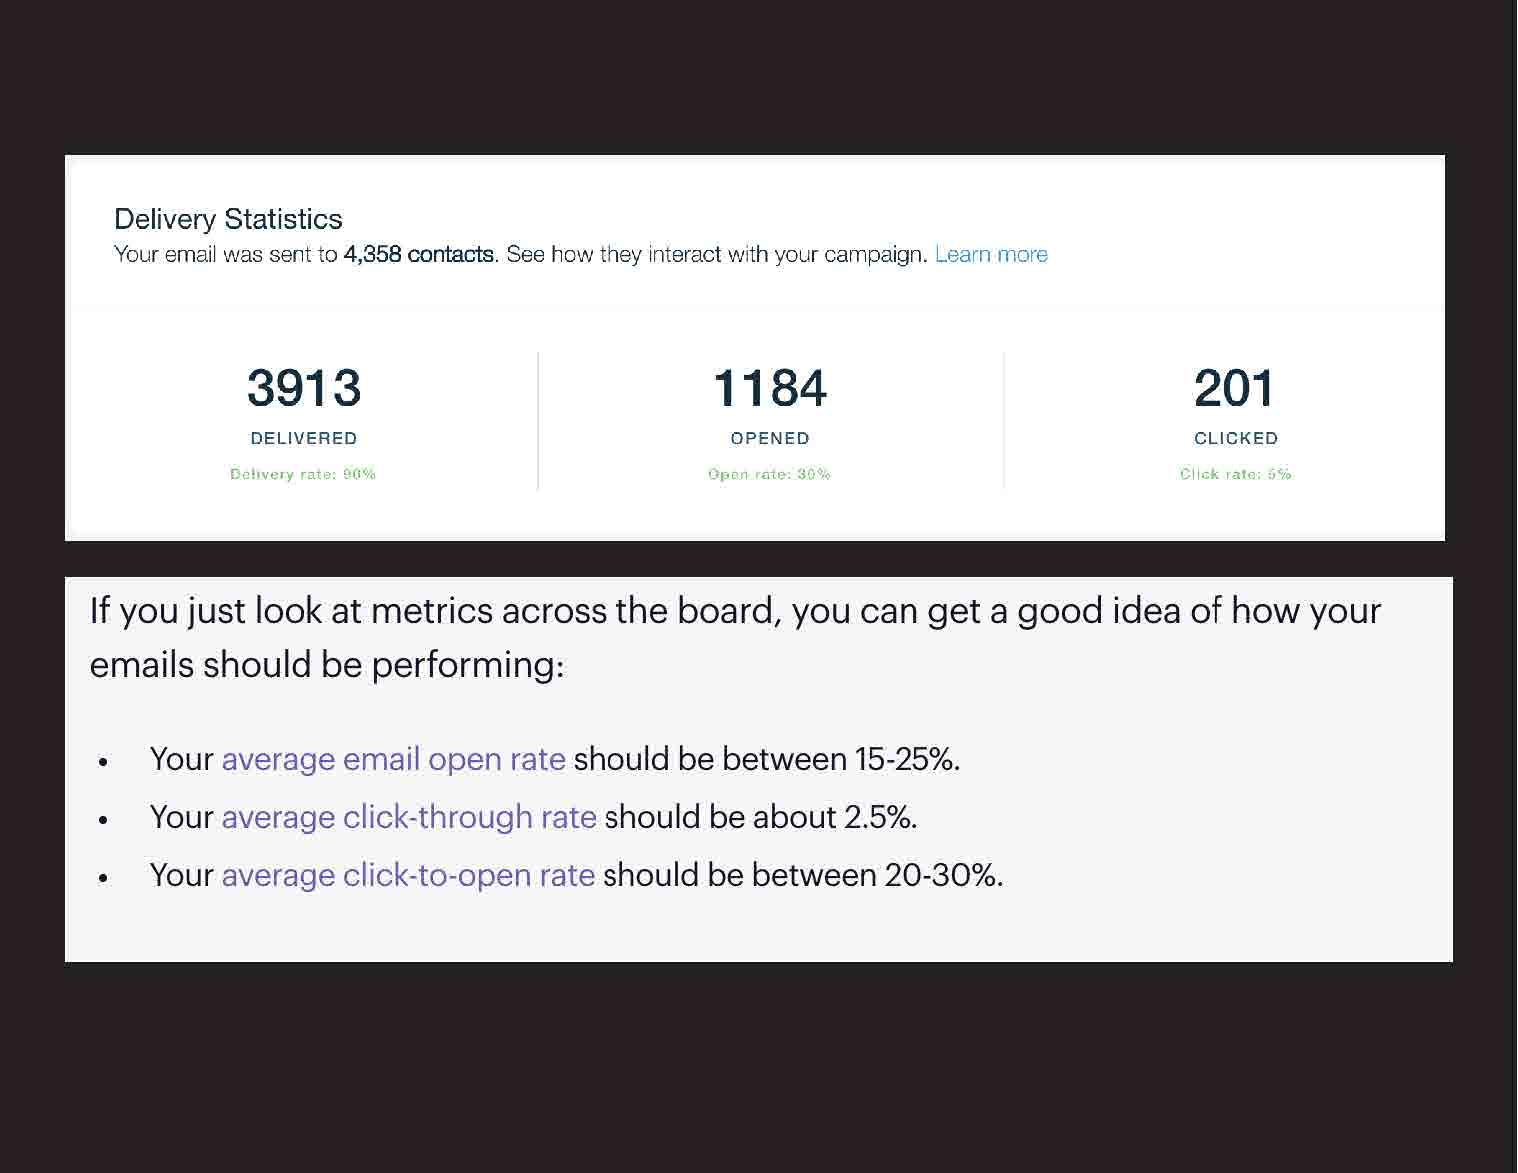 Delivery Statistics
Your email was sent to 4,358 contacts. See how they interact with your campaign. Learn more
3913
DELIVERED
Delivery rate: 90%
1184
OPENED
Open rate: 30%
201
CLICKED
Click rate: 5%
If you just look at metrics across the board, you can get a good idea of how your
emails should be performing:
• Your average email open rate should be between 15-25%.
• Your average click-through rate should be about 2.5%.
• Your average click-to-open rate should be between 20-30%.